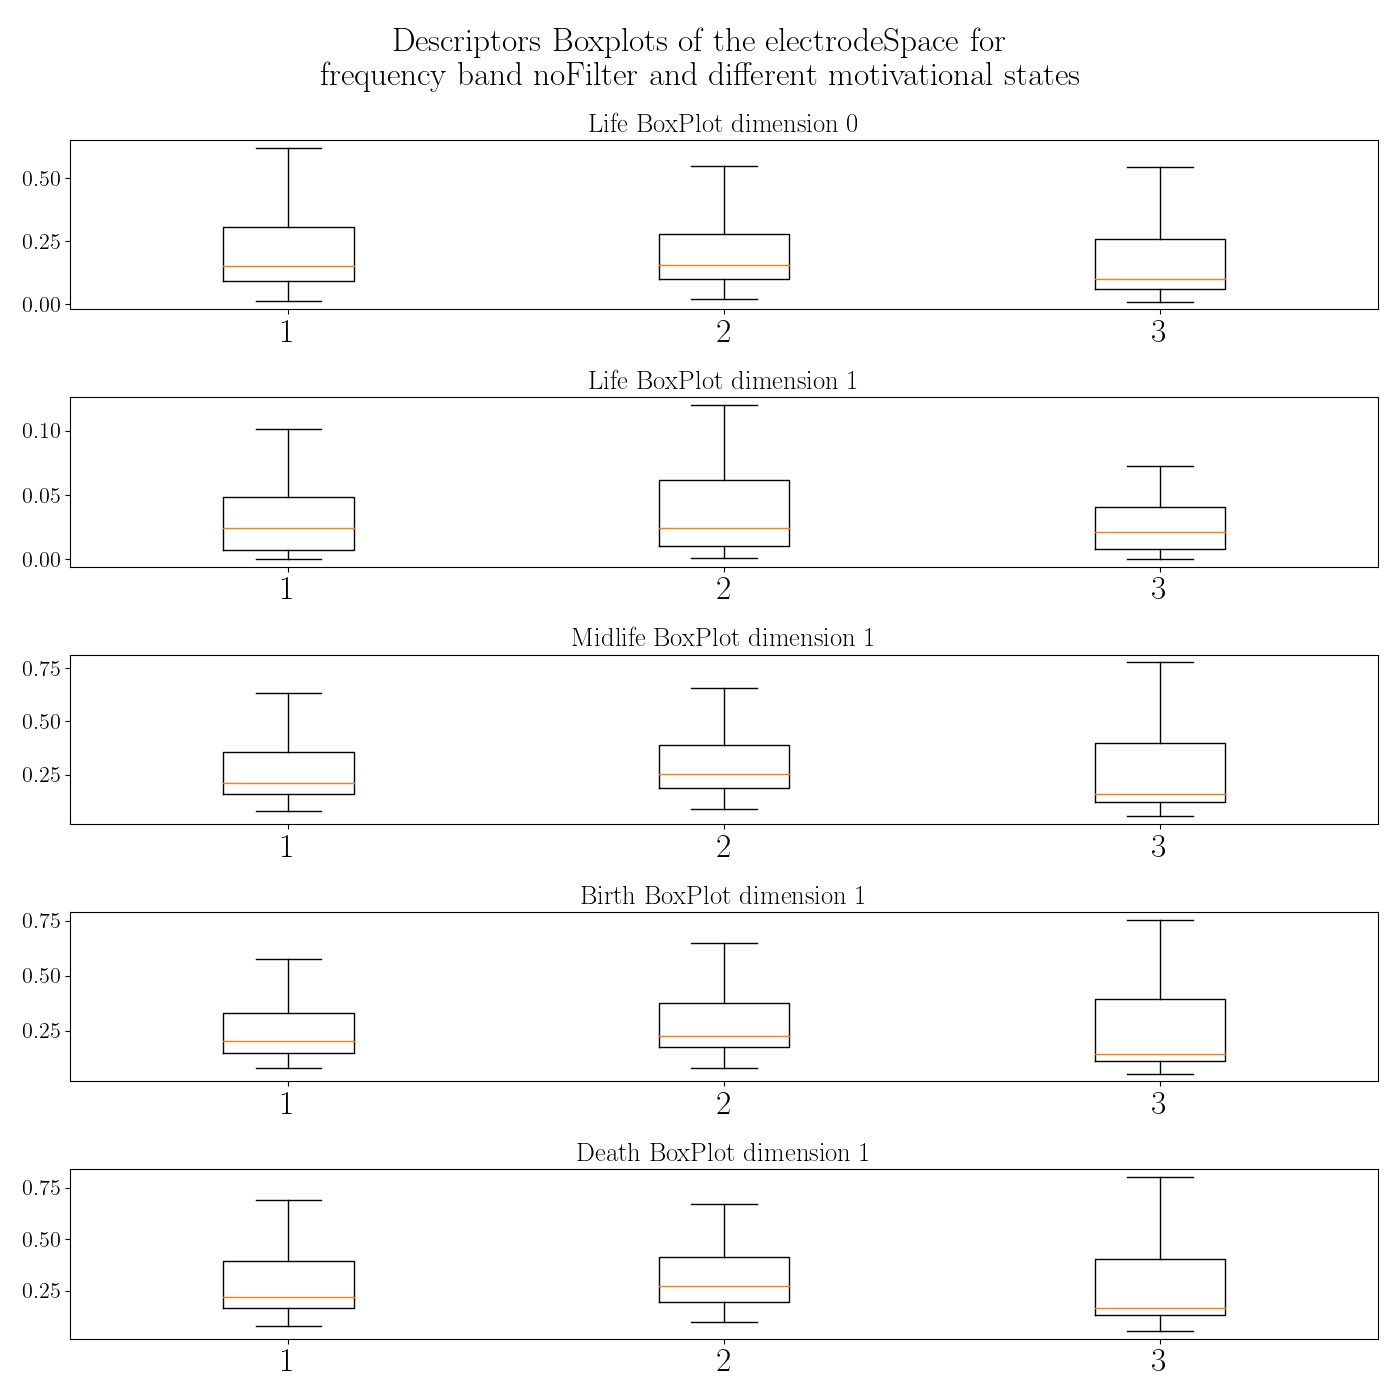 Descriptors Boxplots of the electrodeSpace for
frequency band noFilter and different motivational states
Life BoxPlot dimension 0
0.50
0.25
0.00
1 2 3
Life BoxPlot dimension 1
0.10
0.05
0.00
1 2 3
Midlife BoxPlot dimension 1
0.75
0.50
0.25
1 2 3
Birth BoxPlot dimension 1
0.75
0.50
0.25
1 2 3
Death BoxPlot dimension 1
0.75
0.50
0.25
1 2 3